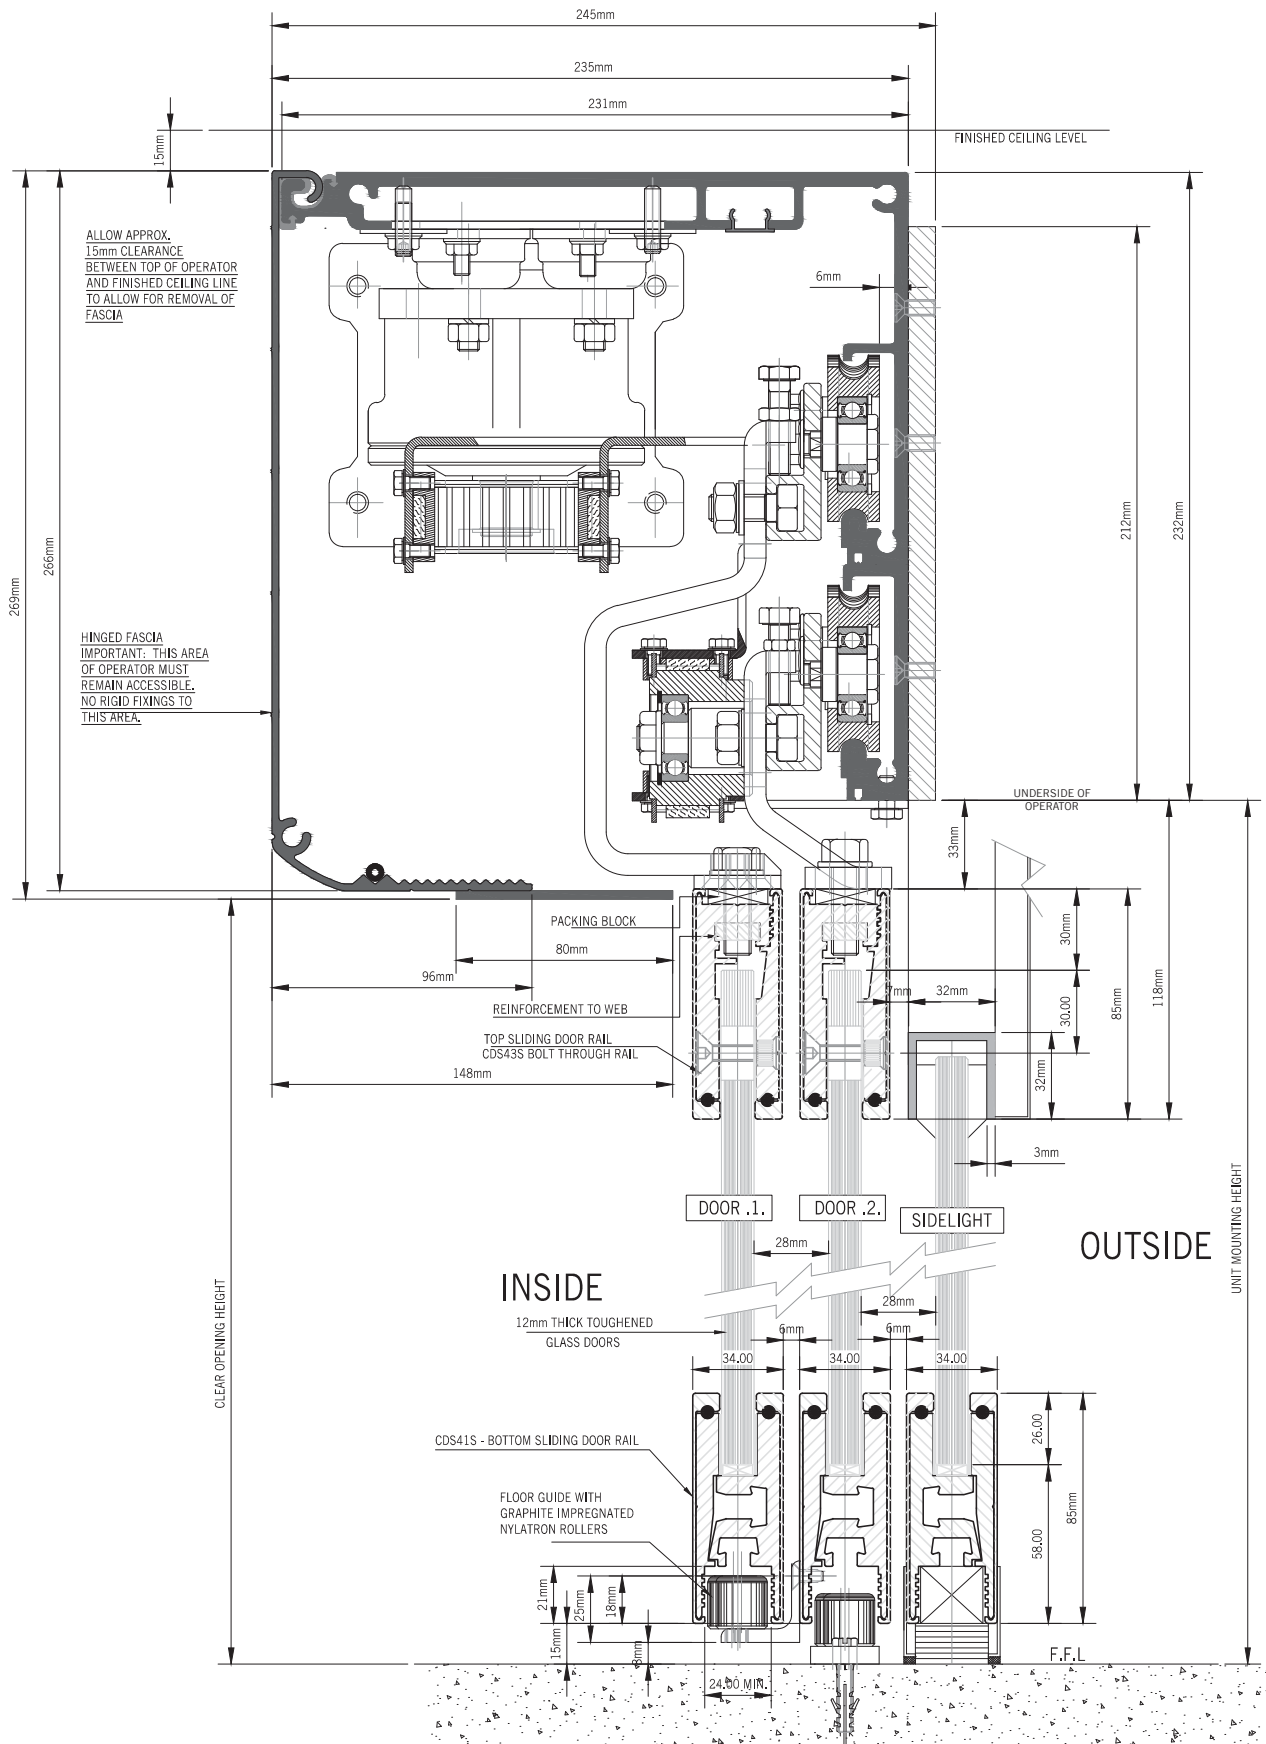 245mm
235mm
231mm
15mm
FINISHED CEILING LEVEL
ALLOW APPROX.
15mm CLEARANCE
BETWEEN TOP OF OPERATOR
AND FINISHED CEILING LINE
TO ALLOW FOR REMOVAL OF
FASCIA
6mm
212mm
232mm
266mm
269mm
HINGED FASCIA
IMPORTANT: THIS AREA
OF OPERATOR MUST
REMAIN ACCESSIBLE.
NO RIGID FIXINGS TO
THIS AREA.
UNDERSIDE OF
OPERATOR
33mm
PACKING BLOCK
80mm
96mm
30mm
7mm
32mm
30.00
85mm
118mm
REINFORCEMENT TO WEB
TOP SLIDING DOOR RAIL
CDS43S BOLT THROUGH RAIL
148mm
32mm
3mm
DOOR .1.
DOOR .2.
SIDELIGHT
28mm
OUTSIDE
UNIT MOUNTING HEIGHT
CLEAR OPENING HEIGHT
INSIDE
28mm
12mm THICK TOUGHENED
GLASS DOORS
6mm
6mm
34.00
34.00
34.00
26.00
CDS41S - BOTTOM SLIDING DOOR RAIL
85mm
FLOOR GUIDE WITH
GRAPHITE IMPREGNATED
NYLATRON ROLLERS
58.00
21mm
25mm
18mm
15mm
8mm
F.F.L
24.00 MIN.